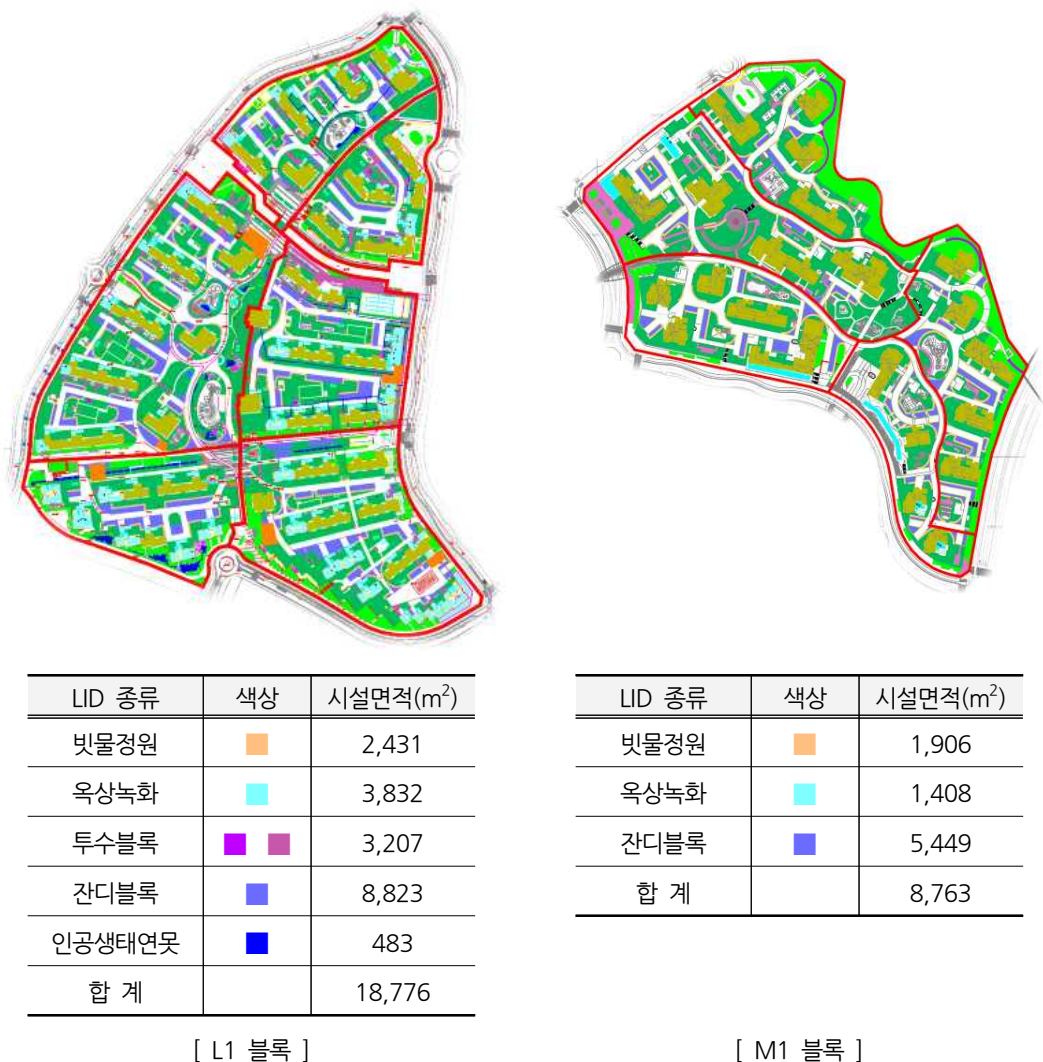 LID 종류 색상 시설면적(m²)
빗물정원 2,431
옥상녹화 3,832
투수블록 3,207
잔디블록 8,823
인공생태연못 483
합 계 18,776
[ L1 블록 ]
LID 종류 색상 시설면적(m²)
빗물정원 1,906
옥상녹화 1,408
잔디블록 5,449
합 계 8,763
[ M1 블록 ]